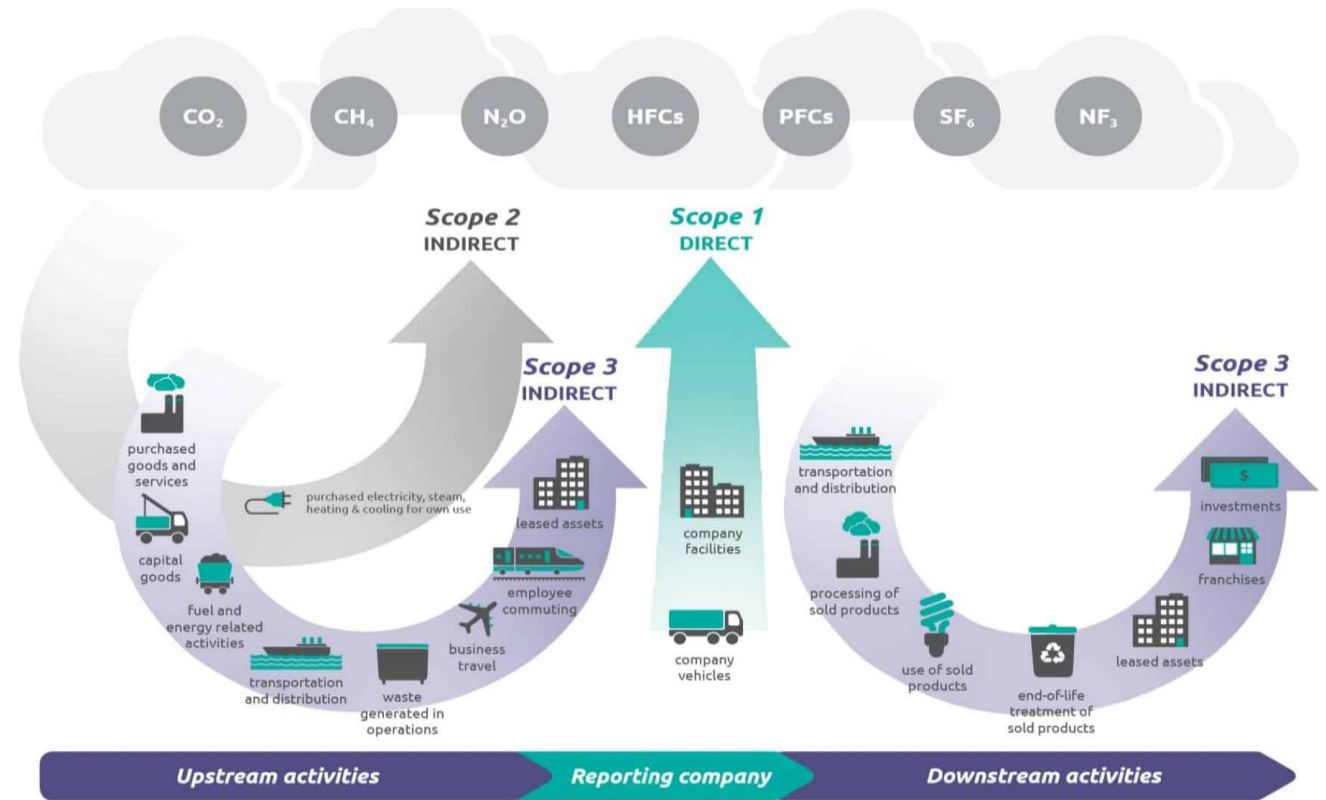 CO₂
CH₄
N₂O
HFCs
PFCs
SF₆
NF₃
Scope 2
INDIRECT
Scope 1
DIRECT
Scope 3
INDIRECT
Scope 3
INDIRECT
purchased
goods and
services
capital
goods
fuel and
energy related
activities
transportation
and distribution
waste
generated in
operations
business
travel
employee
commuting
leased assets
purchased electricity, steam,
heating & cooling for own use
company
facilities
company
vehicles
transportation
and distribution
processing of
sold products
use of sold
products
end-of-life
treatment of
sold products
leased assets
franchises
$
investments
Upstream activities
Reporting company
Downstream activities